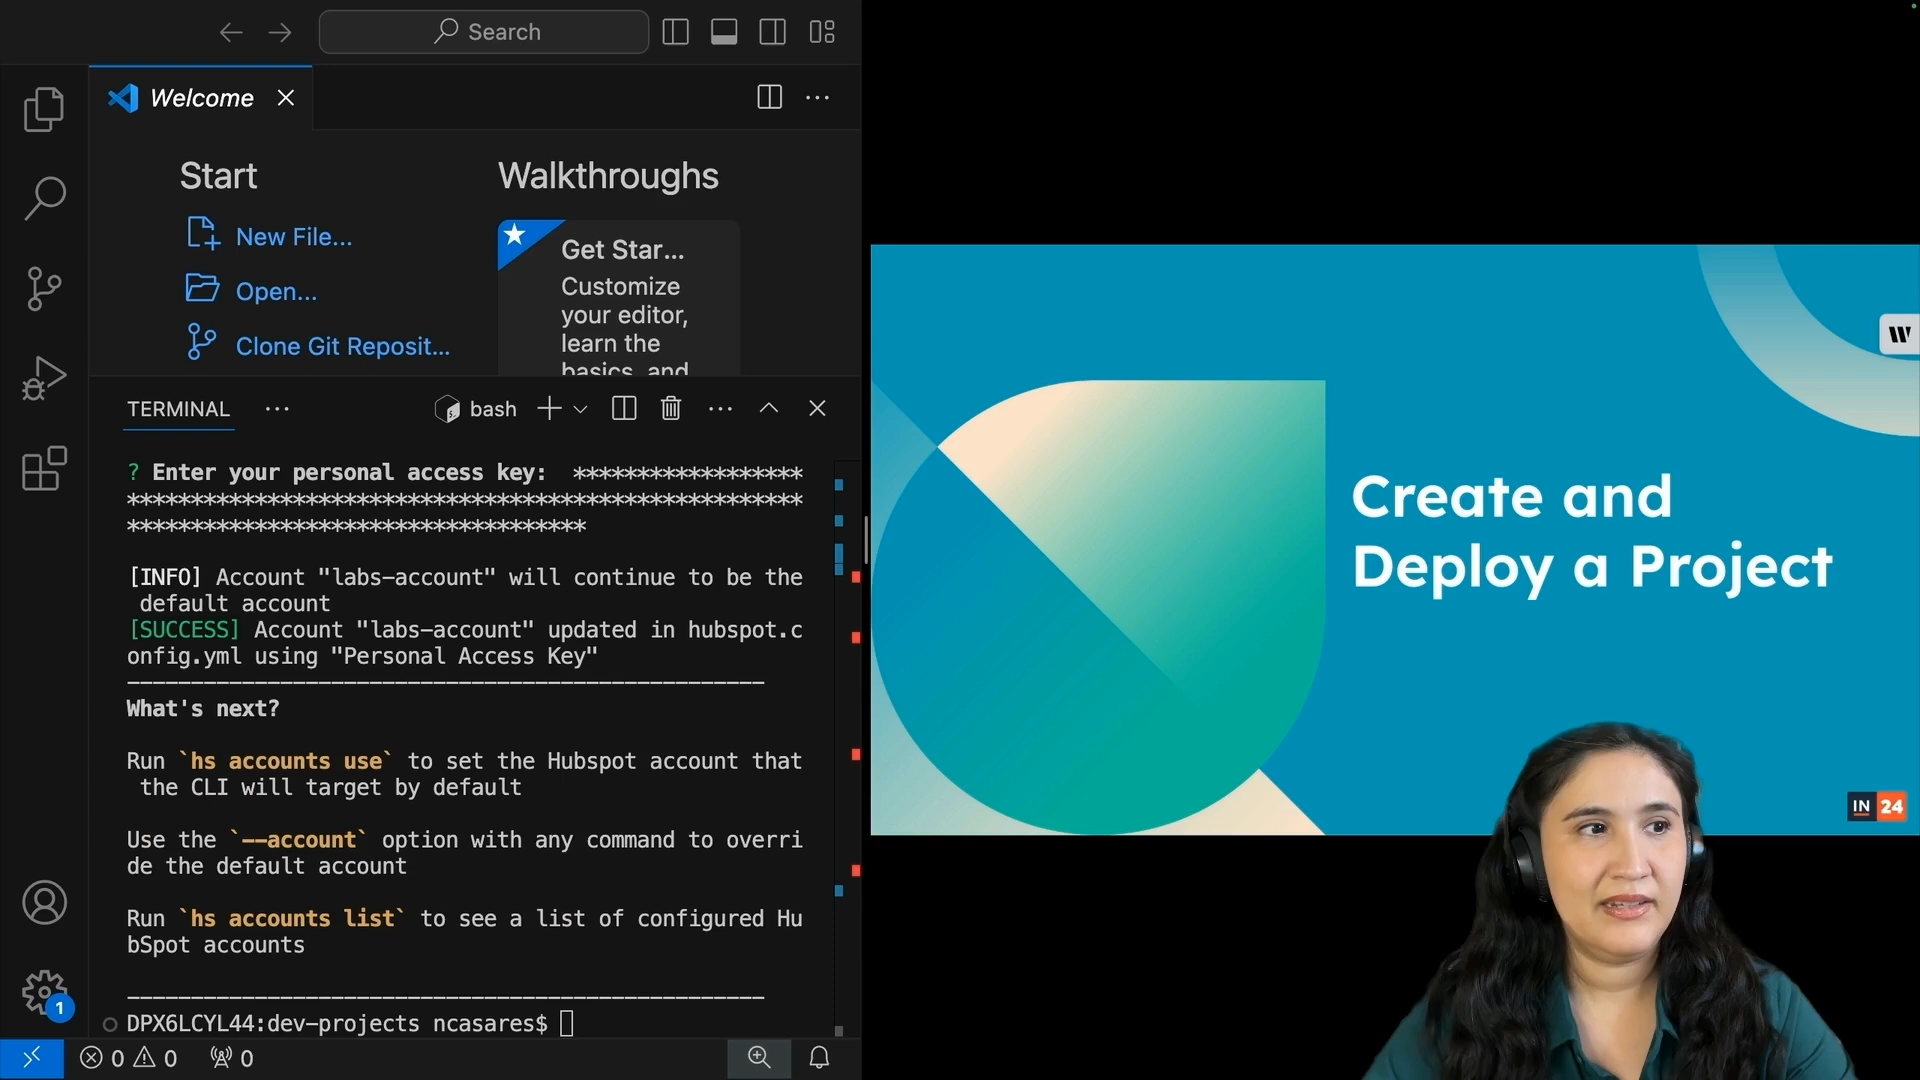 Search
Welcome
Start
New File...
Open...
Clone Git Reposit...
Walkthroughs
Get Star...
Customize
your editor,
learn the
basics, and
TERMINAL
bash
? Enter your personal access key: ******************
*****************************************************
************************************
[INFO] Account "labs-account" will continue to be the
default account
[SUCCESS] Account "labs-account" updated in hubspot.c
onfig.yml using "Personal Access Key"
--------------------------------------------------
What's next?
Run `hs accounts use` to set the Hubspot account that
the CLI will target by default
Use the `--account` option with any command to overri
de the default account
Run `hs accounts list` to see a list of configured Hu
bSpot accounts
--------------------------------------------------
DPX6LCYL44:dev-projects ncasares$
1
0 0 0
Create and
Deploy a Project
W
IN 24